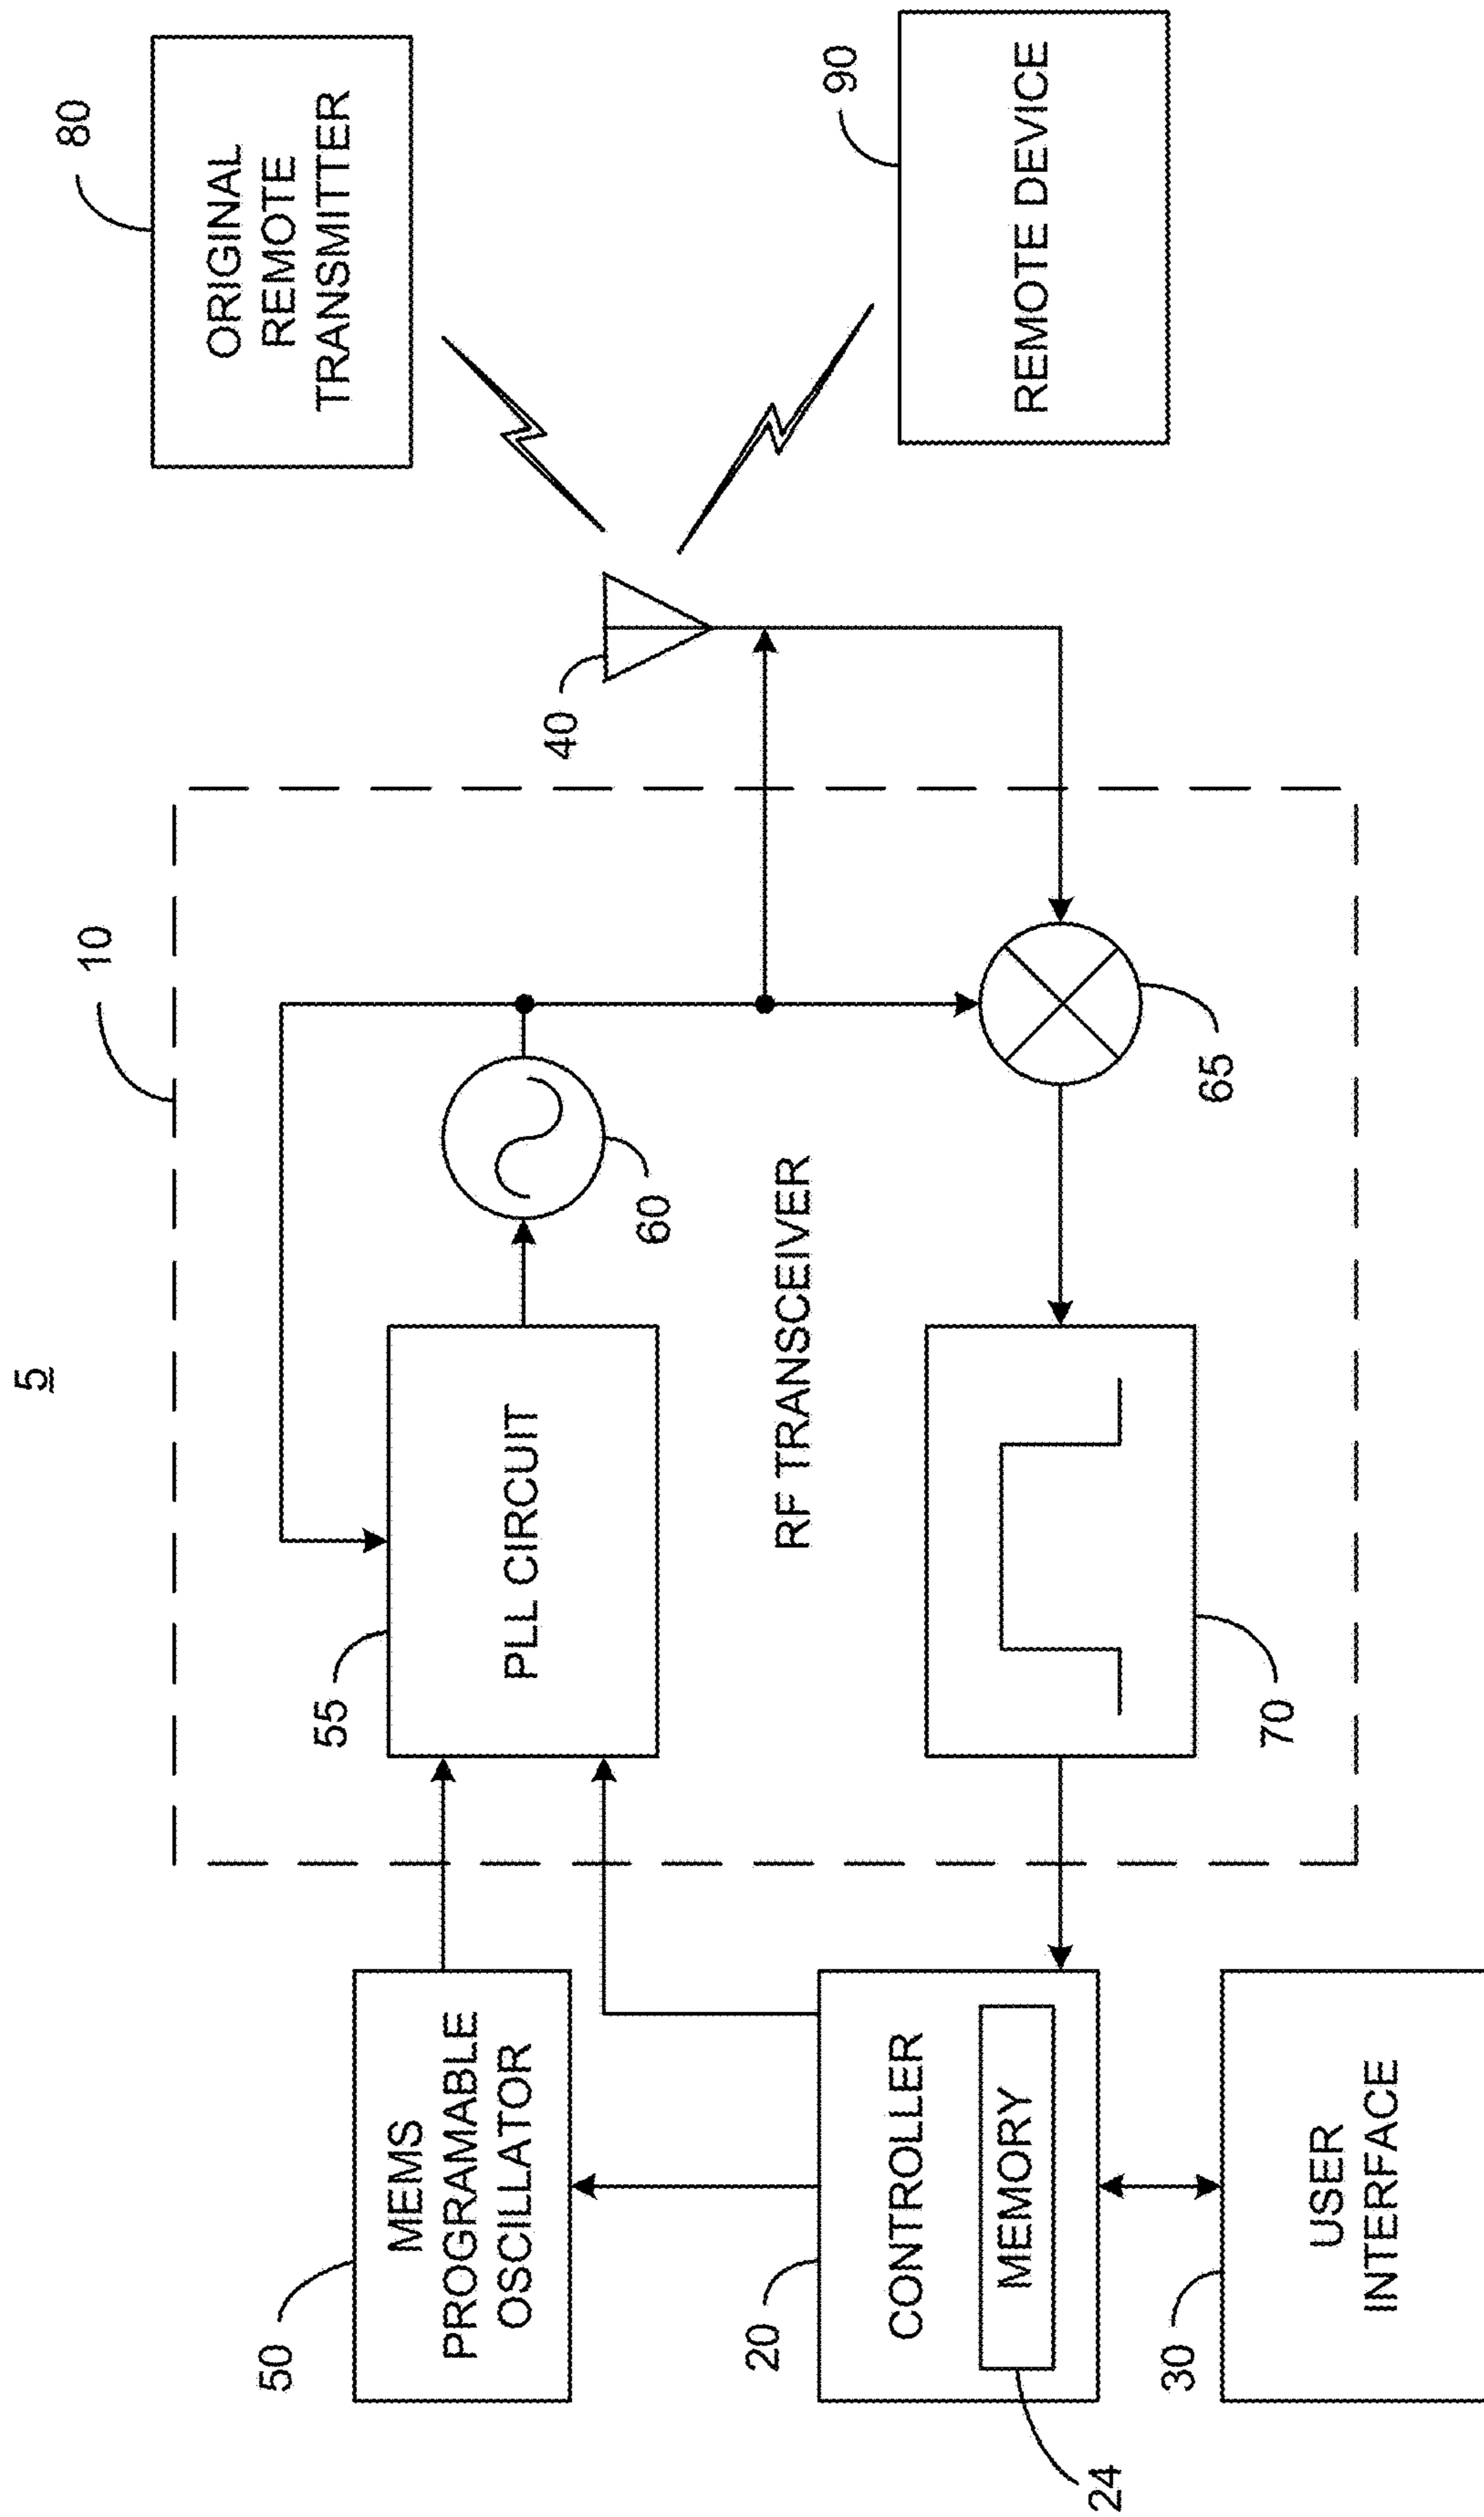 5
10
80
ORIGINAL
REMOTE
TRANSMITTER
50
MEMS
PROGRAMABLE
OSCILLATOR
55
PLL CIRCUIT
60
40
90
REMOTE DEVICE
RF TRANSCEIVER
20
CONTROLLER
MEMORY
24
70
65
30
USER
INTERFACE